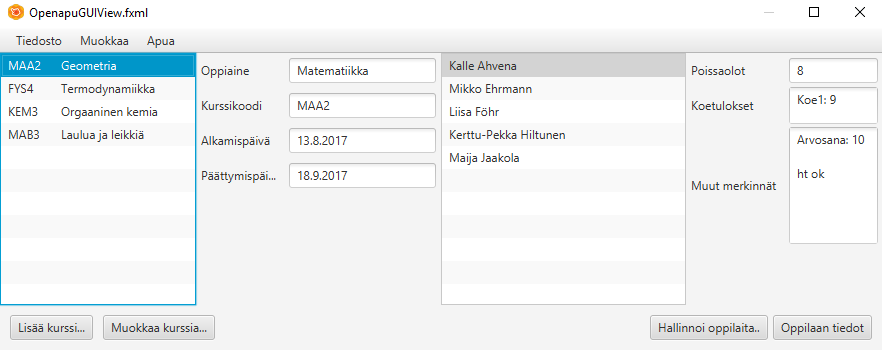 OpenapuGUIView.fxml
Tiedosto Muokkaa Apua
MAA2 Geometria
FYS4 Termodynamiikka
KEM3 Orgaaninen kemia
MAB3 Laulua ja leikkiä
Oppiaine Matematiikka
Kurssikoodi MAA2
Alkamispäivä 13.8.2017
Päättymispäi... 18.9.2017
Kalle Ahvena
Mikko Ehrmann
Liisa Föhr
Kerttu-Pekka Hiltunen
Maija Jaakola
Poissaolot 8
Koetulokset Koe1: 9
Muut merkinnät
Arvosana: 10
ht ok
Lisää kurssi... Muokkaa kurssia... Hallinnoi oppilaita.. Oppilaan tiedot